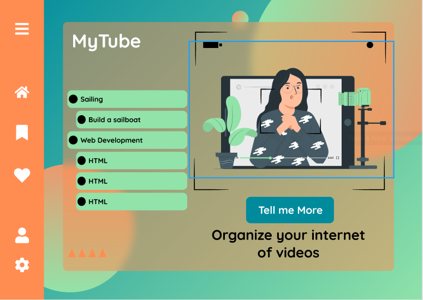 MyTube
Sailing
Build a sailboat
Web Development
HTML
HTML
HTML
Tell me More
Organize your internet
of videos